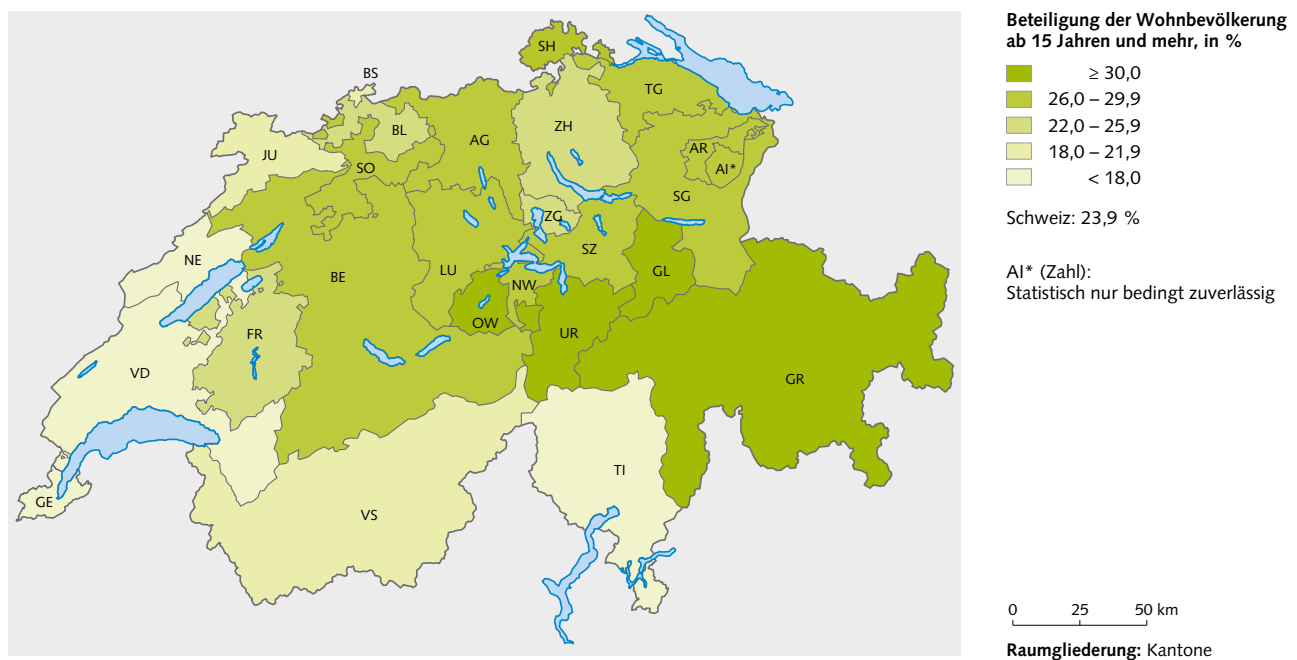 SH
BS
TG
BL
ZH
AG
AR
JU
SO
AI*
SG
ZG
NE
SZ
LU
GL
BE
NW
OW
UR
FR
VD
GR
TI
GE
VS
Beteiligung der Wohnbevölkerung
ab 15 Jahren und mehr, in %
≥ 30,0
26,0 – 29,9
22,0 – 25,9
18,0 – 21,9
< 18,0
Schweiz: 23,9 %
AI* (Zahl):
Statistisch nur bedingt zuverlässig
0 25 50 km
Raumgliederung: Kantone